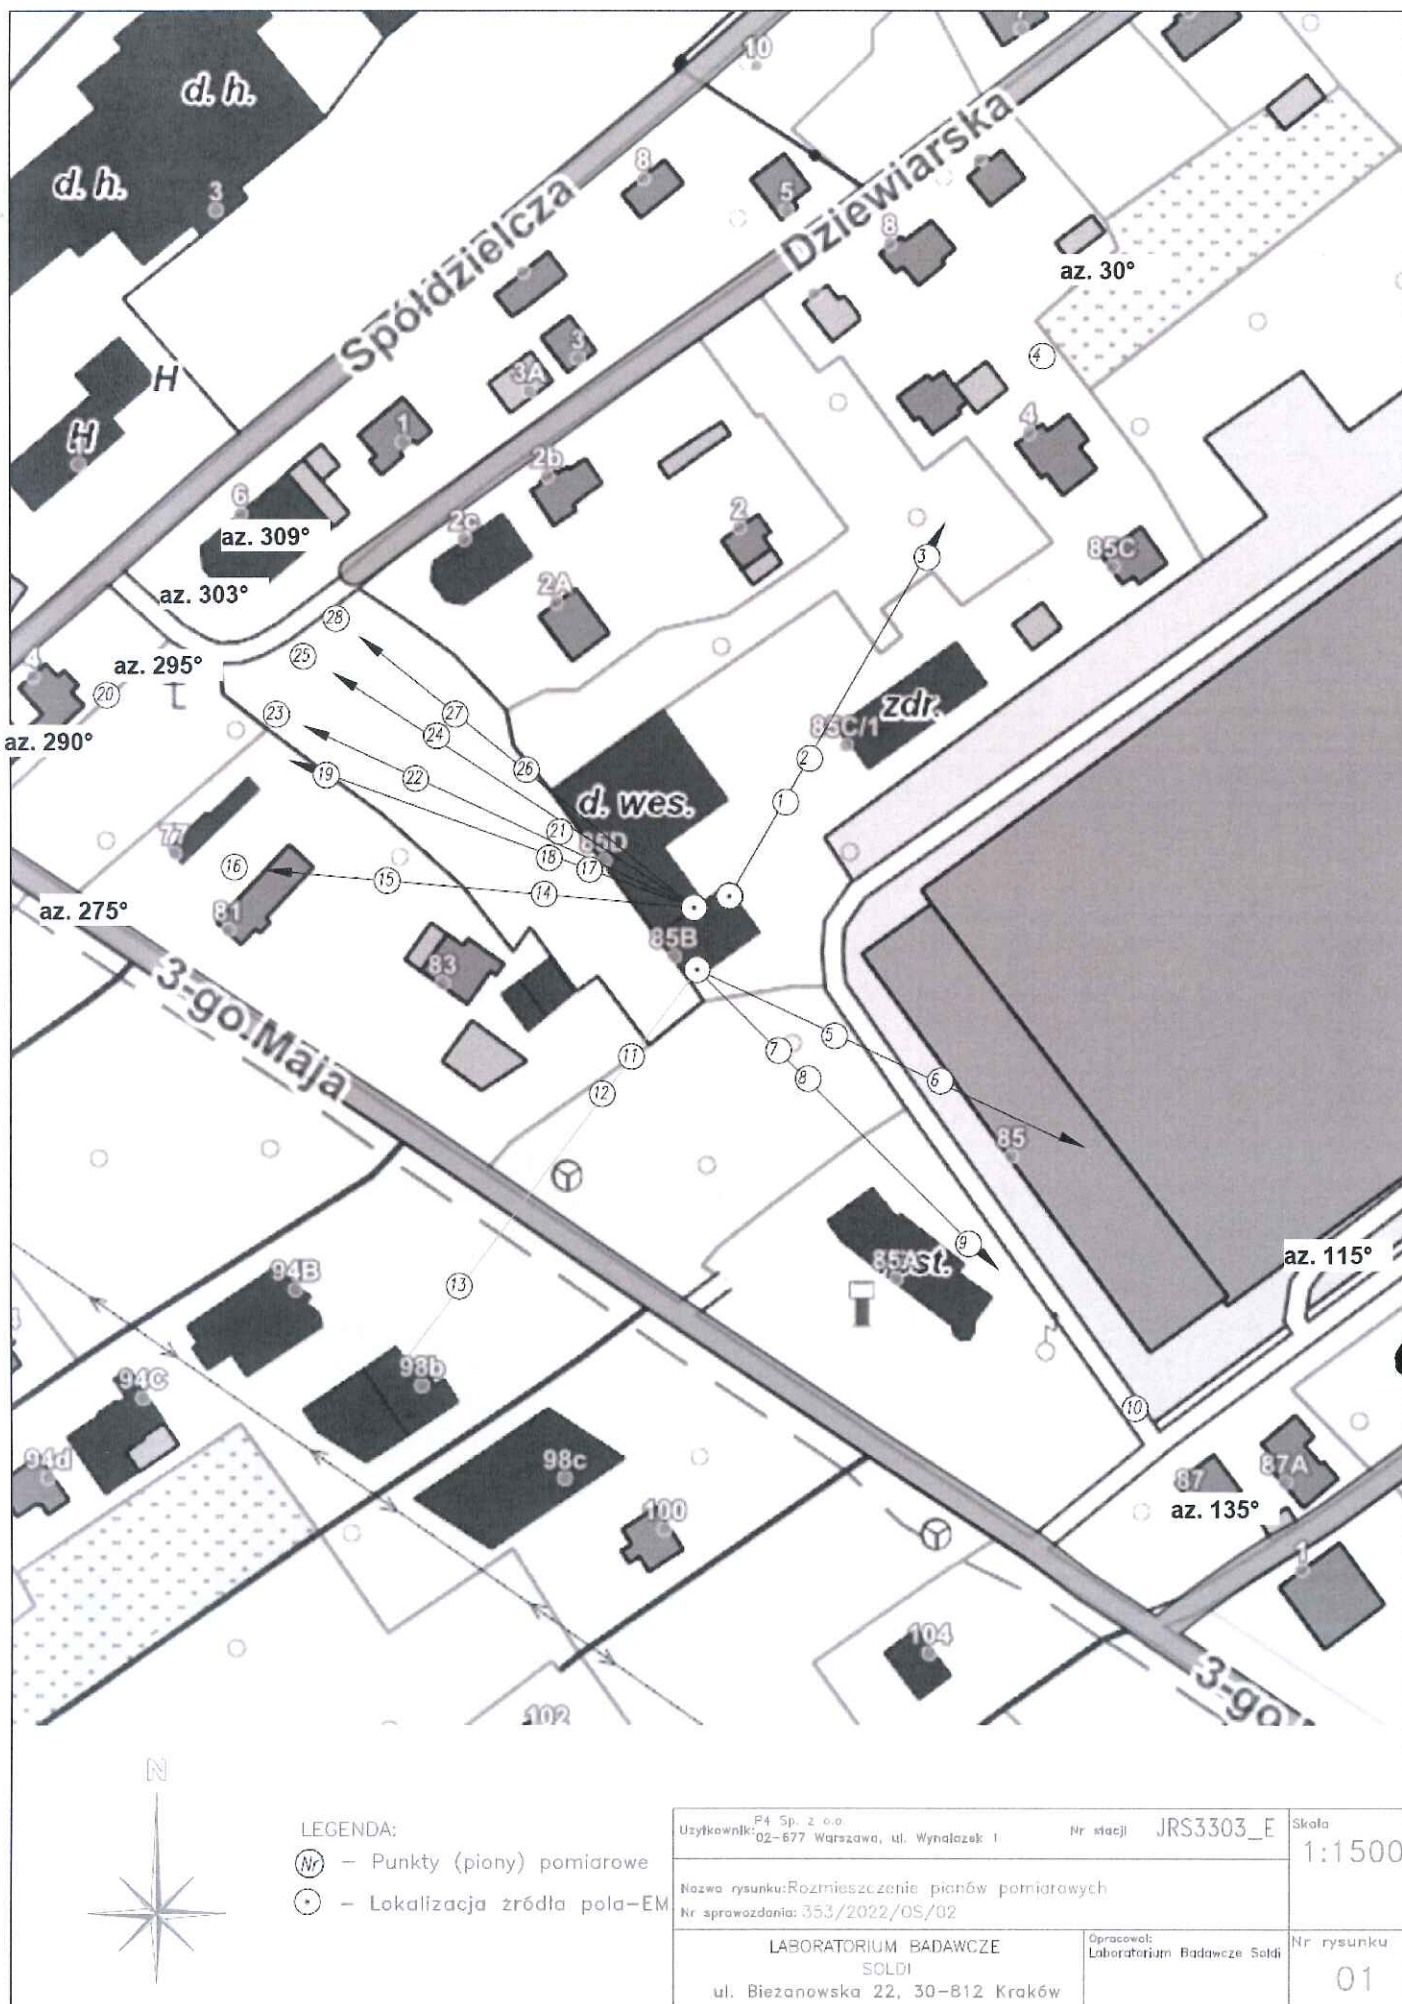 d. h.
10
7
d. h.
3
8
5
Dziewiarska
8
Spółdzielcza
az. 30°
3
3A
4
H
H
1
4
2b
6
az. 309°
2c
2
85C
3
az. 303°
2A
28
25
az. 295°
4
20
23
27
24
zdr.
85C/1
az. 290°
19
22
26
2
1
d. wes.
77
21
85D
16
18
17
15
14
az. 275°
81
85B
83
3-go Maja
5
11
7
8
6
12
85
9
85A
st.
az. 115°
94B
13
98b
94C
10
94d
98c
87
87A
100
az. 135°
1
104
3-go
102
N
LEGENDA:
Nr – Punkty (piony) pomiarowe
– Lokalizacja źródła pola–EM
Użytkownik: P4 Sp. z o.o.
02-677 Warszawa, ul. Wynalazek 1
Nr stacji JRS3303_E
Skala
1:1500
Nazwa rysunku: Rozmieszczenie pionów pomiarowych
Nr sprawozdania: 353/2022/OS/02
LABORATORIUM BADAWCZE
SOLDI
ul. Bieżanowska 22, 30-812 Kraków
Opracował:
Laboratorium Badawcze Soldi
Nr rysunku
01